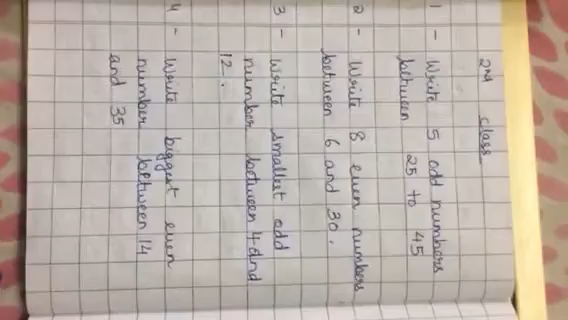 2nd class
1 - Write 5 odd numbers
between 25 to 45
2 - Write 8 even numbers
between 6 and 30.
3 - Write smallest odd
number between 4 and
12.
4 - Write biggest even
number between 14
and 35